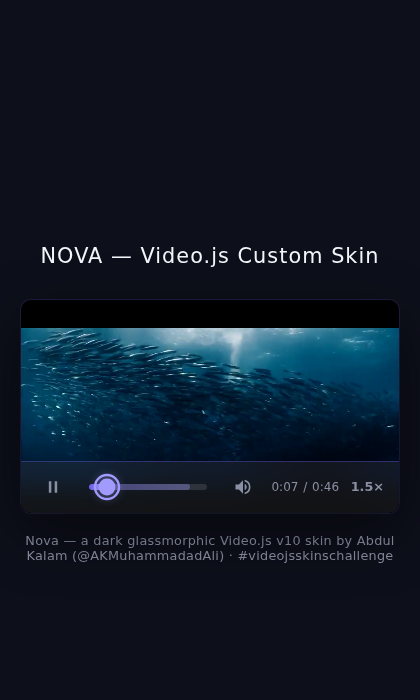 NOVA — Video.js Custom Skin
0:07 / 0:46 1.5×
Nova — a dark glassmorphic Video.js v10 skin by Abdul
Kalam (@AKMuhammadadAli) · #videojsskinschallenge